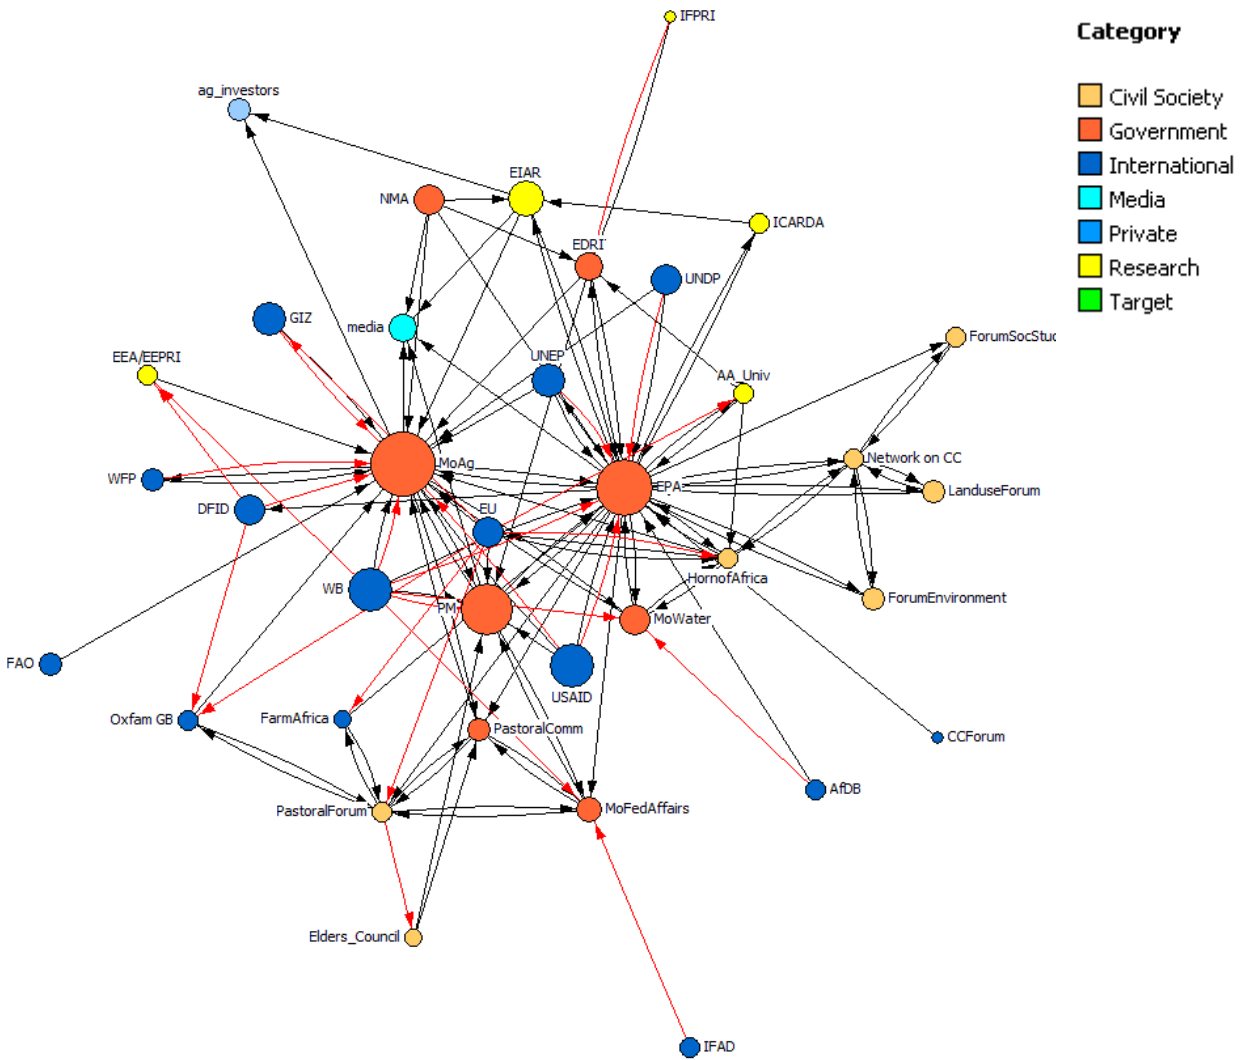 IFPRI
Category
ag_investors
Civil Society
Government
International
Media
Private
Research
Target
EIAR
NMA
ICARDA
EDRI
UNDP
GIZ
media
ForumSocStuc
UNEP
EEA/EEPRI
AA_Univ
MoAg
Network on CC
WFP
EPA
LanduseForum
DFID
EU
HornofAfrica
WB
PM
ForumEnvironment
MoWater
FAO
USAID
Oxfam GB
FarmAfrica
PastoralComm
CCForum
AfDB
PastoralForum
MoFedAffairs
Elders_Council
IFAD